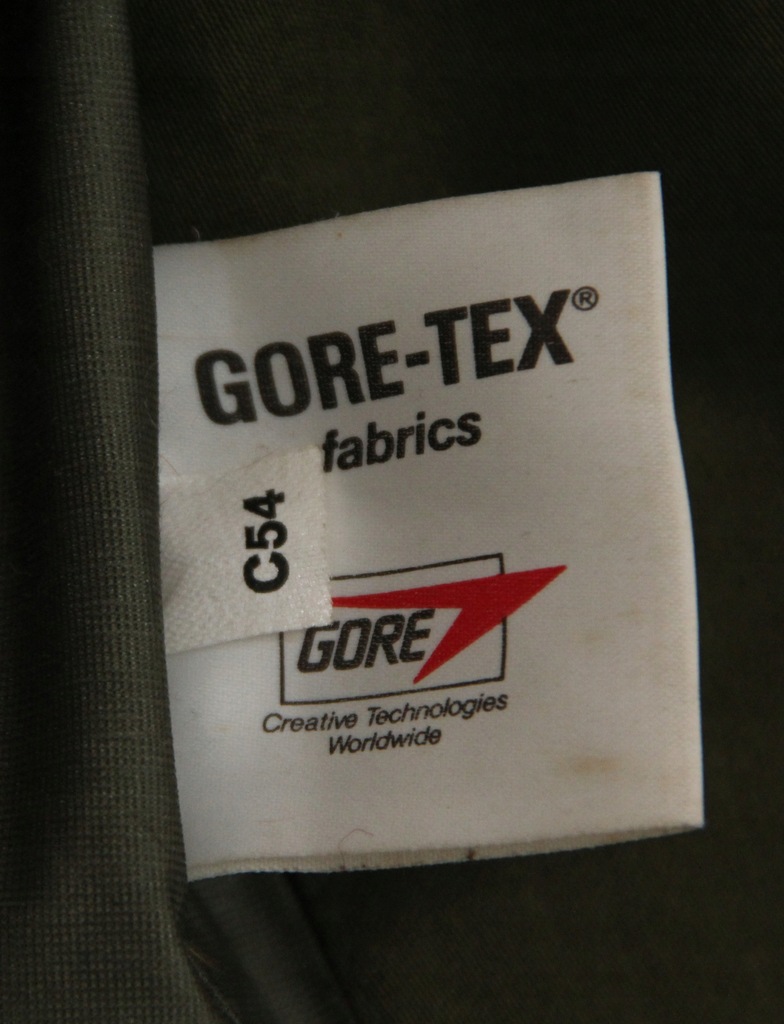 GORE-TEX®
fabrics
C54
GORE
Creative Technologies
Worldwide